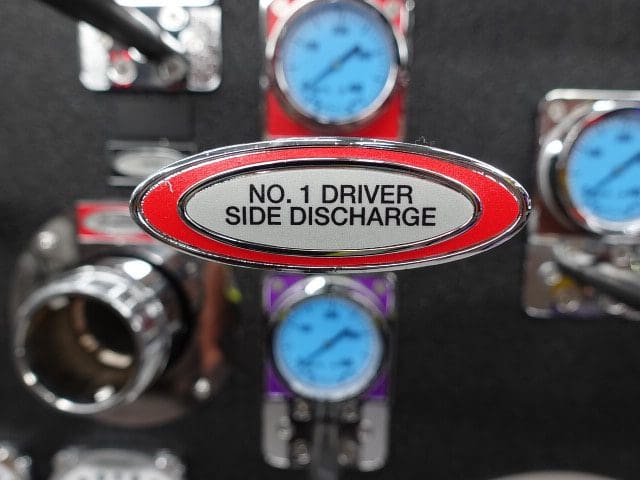 NO. 1 DRIVER
SIDE DISCHARGE